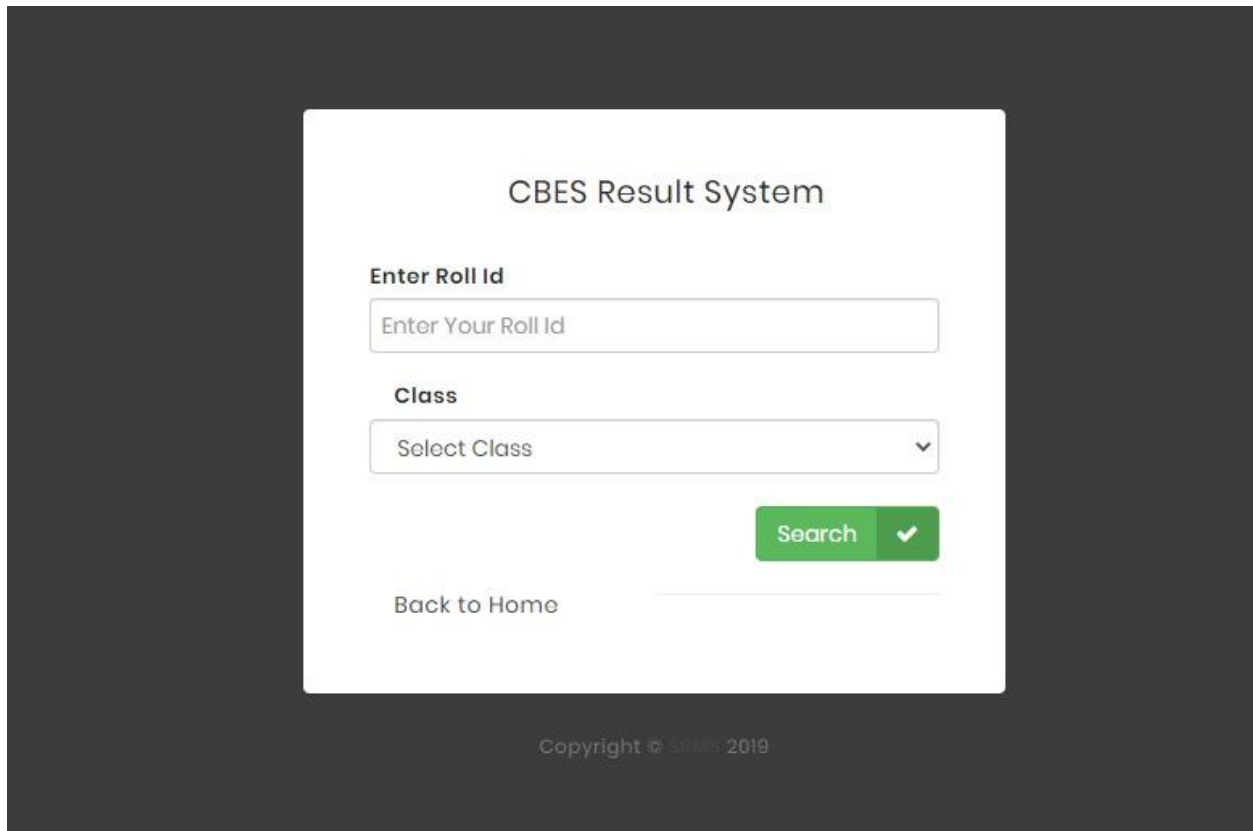 CBES Result System
Enter Roll Id
Enter Your Roll Id
Class
Select Class
Search
Back to Home
Copyright © SRMS 2019